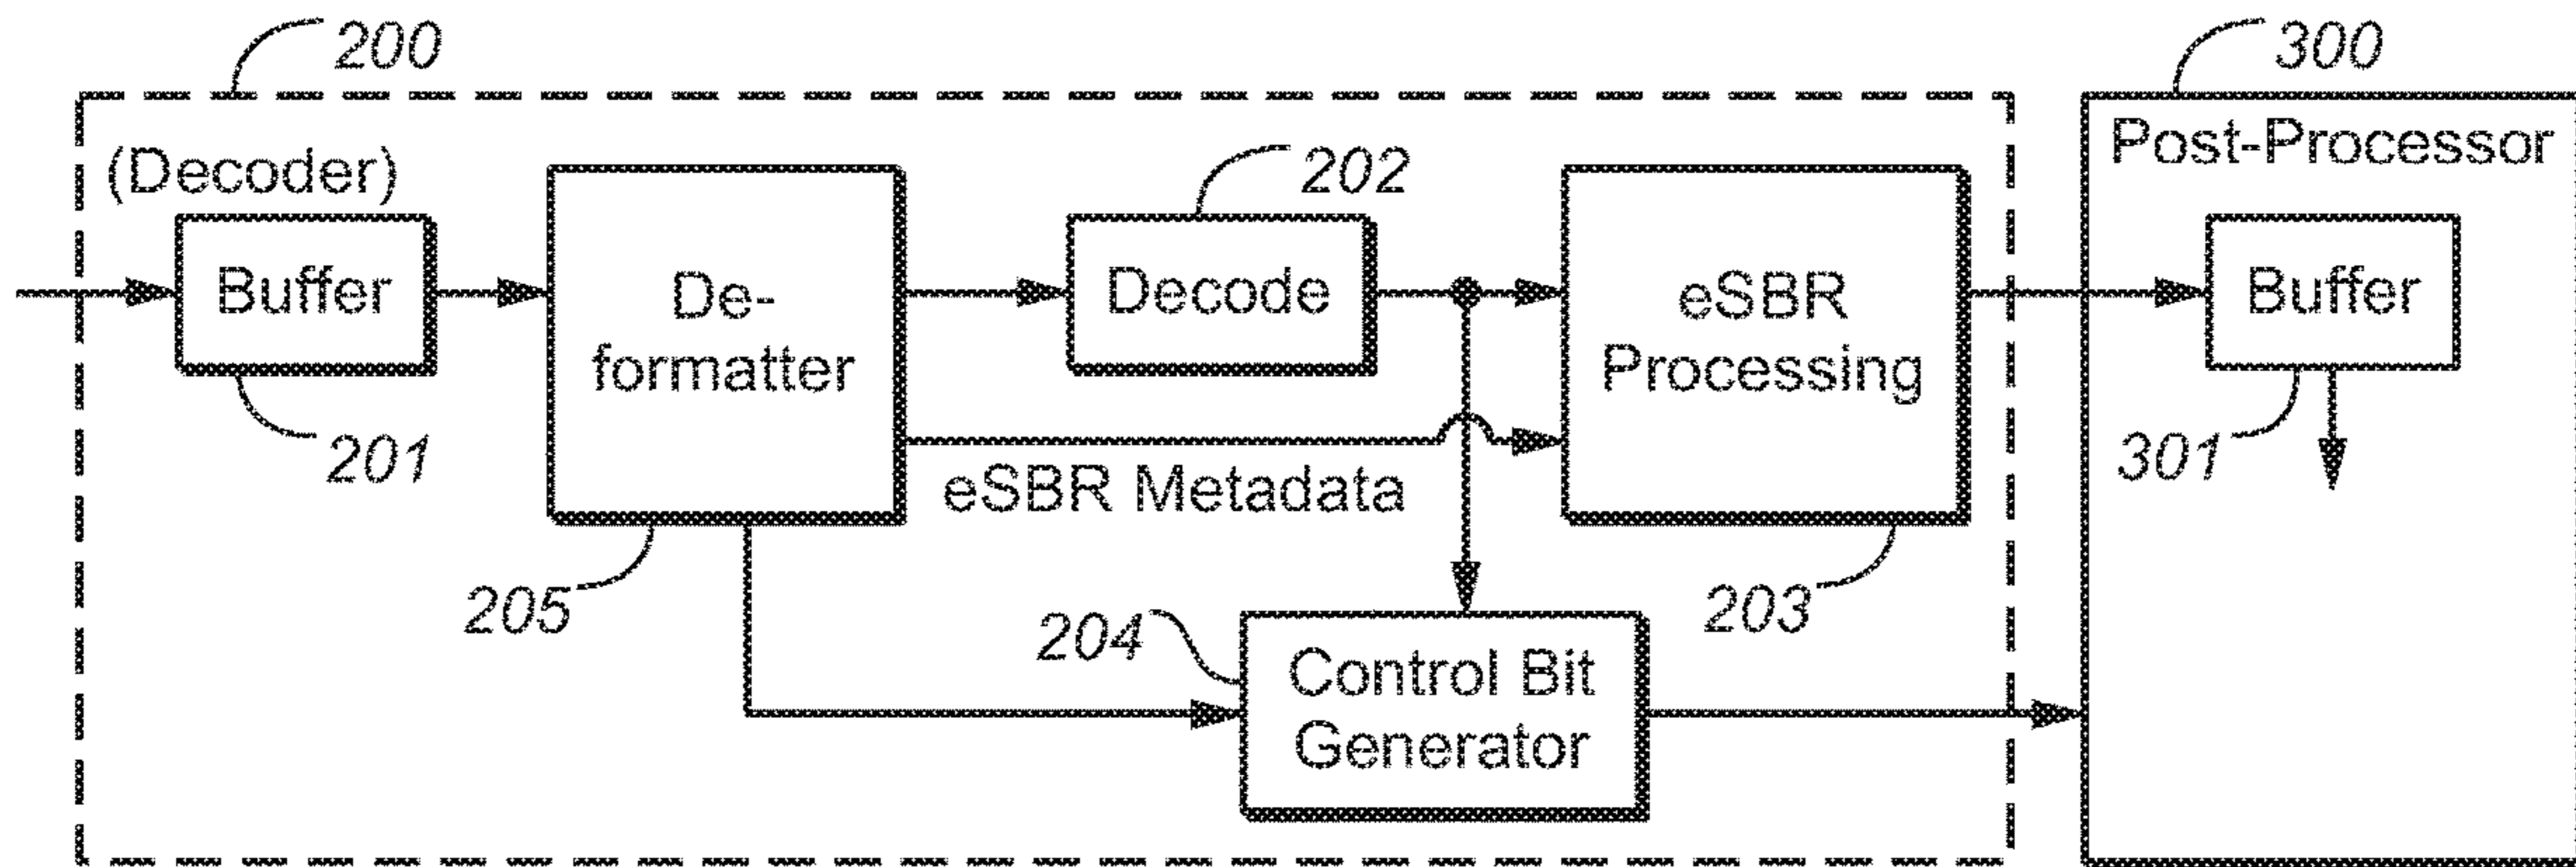 200
300
(Decoder)
Post-Processor
202
Buffer
De-
formatter
Decode
eSBR
Processing
Buffer
201
eSBR Metadata
301
205
204
203
Control Bit
Generator